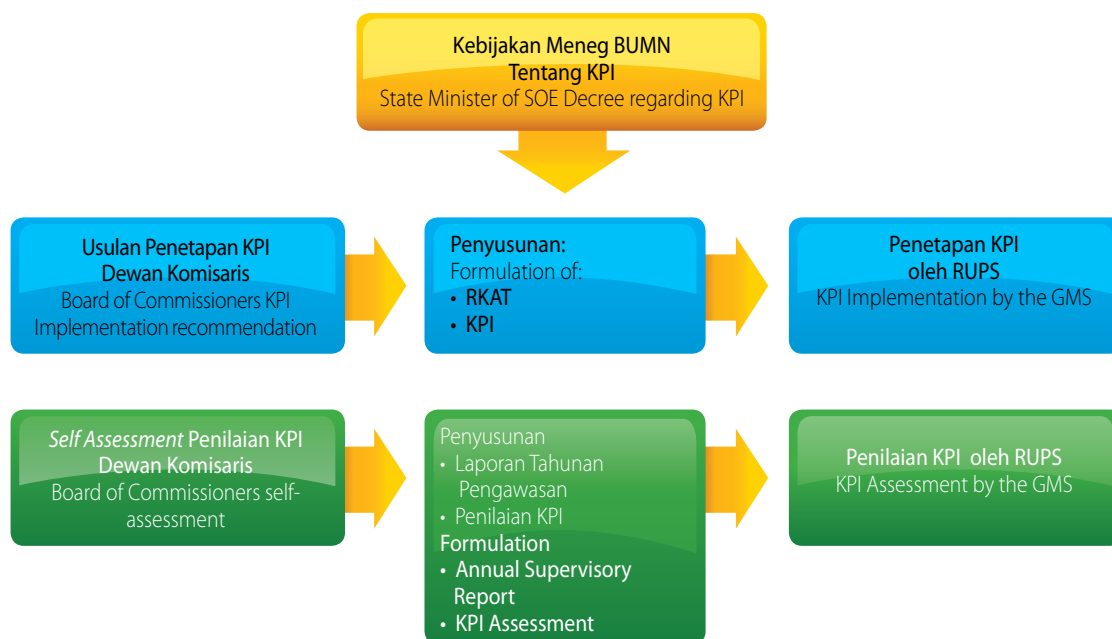 Kebijakan Meneg BUMN
Tentang KPI
State Minister of SOE Decree regarding KPI
Usulan Penetapan KPI
Dewan Komisaris
Board of Commissioners KPI
Implementation recommendation
Penyusunan:
Formulation of:
• RKAT
• KPI
Penetapan KPI
oleh RUPS
KPI Implementation by the GMS
Self Assessment Penilaian KPI
Dewan Komisaris
Board of Commissioners self-
assessment
Penyusunan
• Laporan Tahunan
Pengawasan
• Penilaian KPI
Formulation
• Annual Supervisory
Report
• KPI Assessment
Penilaian KPI oleh RUPS
KPI Assessment by the GMS